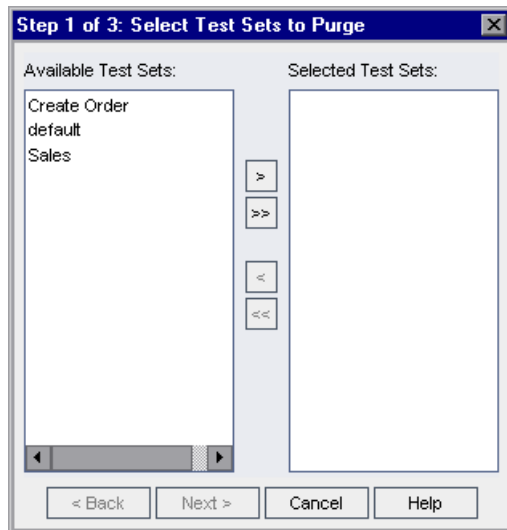 Step 1 of 3: Select Test Sets to Purge
Available Test Sets:
Selected Test Sets:
Create Order
default
Sales
>
>>
<
<<
< Back
Next >
Cancel
Help